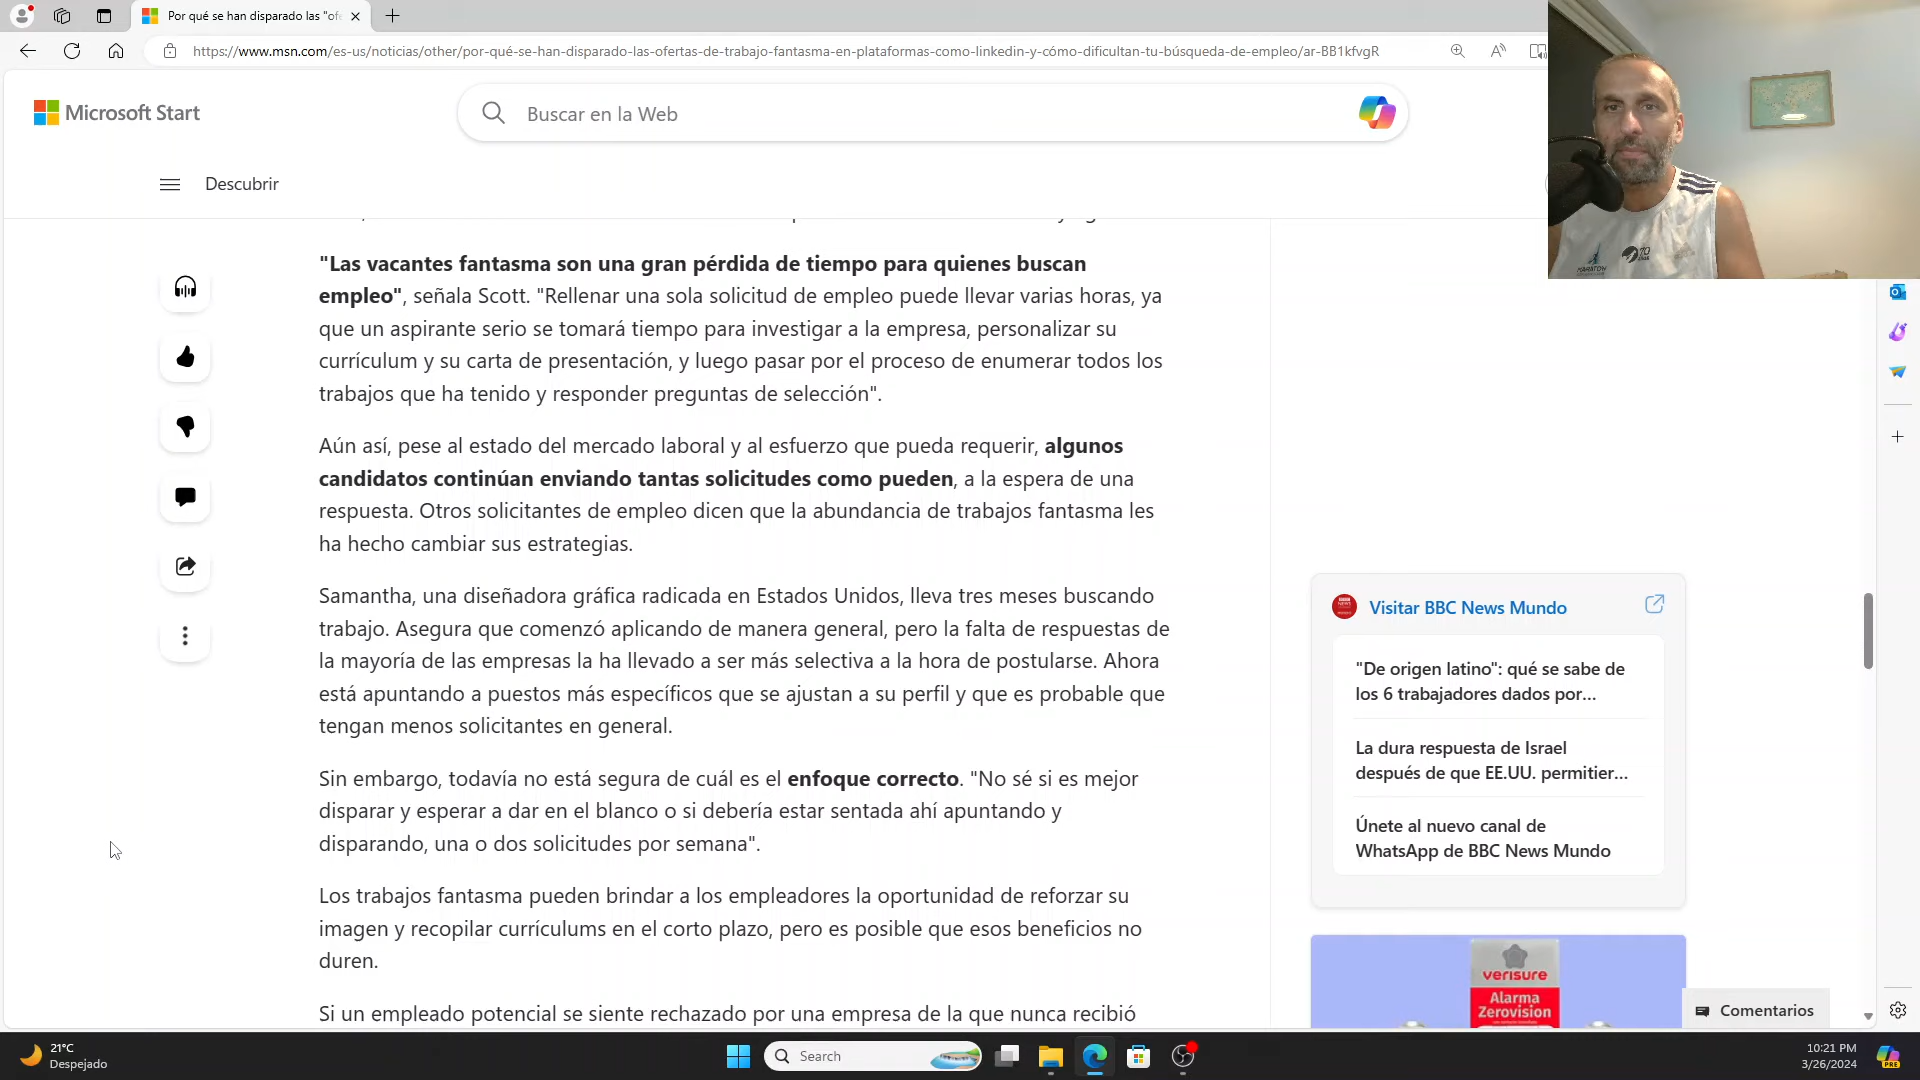 Por qué se han disparado las "ofe
https://www.msn.com/es-us/noticias/other/por-qué-se-han-disparado-las-ofertas-de-trabajo-fantasma-en-plataformas-como-linkedin-y-cómo-dificultan-tu-búsqueda-de-empleo/ar-BB1kfvgR
Microsoft Start
Buscar en la Web
Descubrir
"Las vacantes fantasma son una gran pérdida de tiempo para quienes buscan
empleo", señala Scott. "Rellenar una sola solicitud de empleo puede llevar varias horas, ya
que un aspirante serio se tomará tiempo para investigar a la empresa, personalizar su
currículum y su carta de presentación, y luego pasar por el proceso de enumerar todos los
trabajos que ha tenido y responder preguntas de selección".
Aún así, pese al estado del mercado laboral y al esfuerzo que pueda requerir, algunos
candidatos continúan enviando tantas solicitudes como pueden, a la espera de una
respuesta. Otros solicitantes de empleo dicen que la abundancia de trabajos fantasma les
ha hecho cambiar sus estrategias.
Samantha, una diseñadora gráfica radicada en Estados Unidos, lleva tres meses buscando
trabajo. Asegura que comenzó aplicando de manera general, pero la falta de respuestas de
la mayoría de las empresas la ha llevado a ser más selectiva a la hora de postularse. Ahora
está apuntando a puestos más específicos que se ajustan a su perfil y que es probable que
tengan menos solicitantes en general.
Sin embargo, todavía no está segura de cuál es el enfoque correcto. "No sé si es mejor
disparar y esperar a dar en el blanco o si debería estar sentada ahí apuntando y
disparando, una o dos solicitudes por semana".
Los trabajos fantasma pueden brindar a los empleadores la oportunidad de reforzar su
imagen y recopilar currículums en el corto plazo, pero es posible que esos beneficios no
duren.
Si un empleado potencial se siente rechazado por una empresa de la que nunca recibió
Visitar BBC News Mundo
"De origen latino": qué se sabe de
los 6 trabajadores dados por...
La dura respuesta de Israel
después de que EE.UU. permitier...
Únete al nuevo canal de
WhatsApp de BBC News Mundo
verisure
Alarma
Zerovision
Comentarios
21°C
Despejado
Search
10:21 PM
3/26/2024
PRE